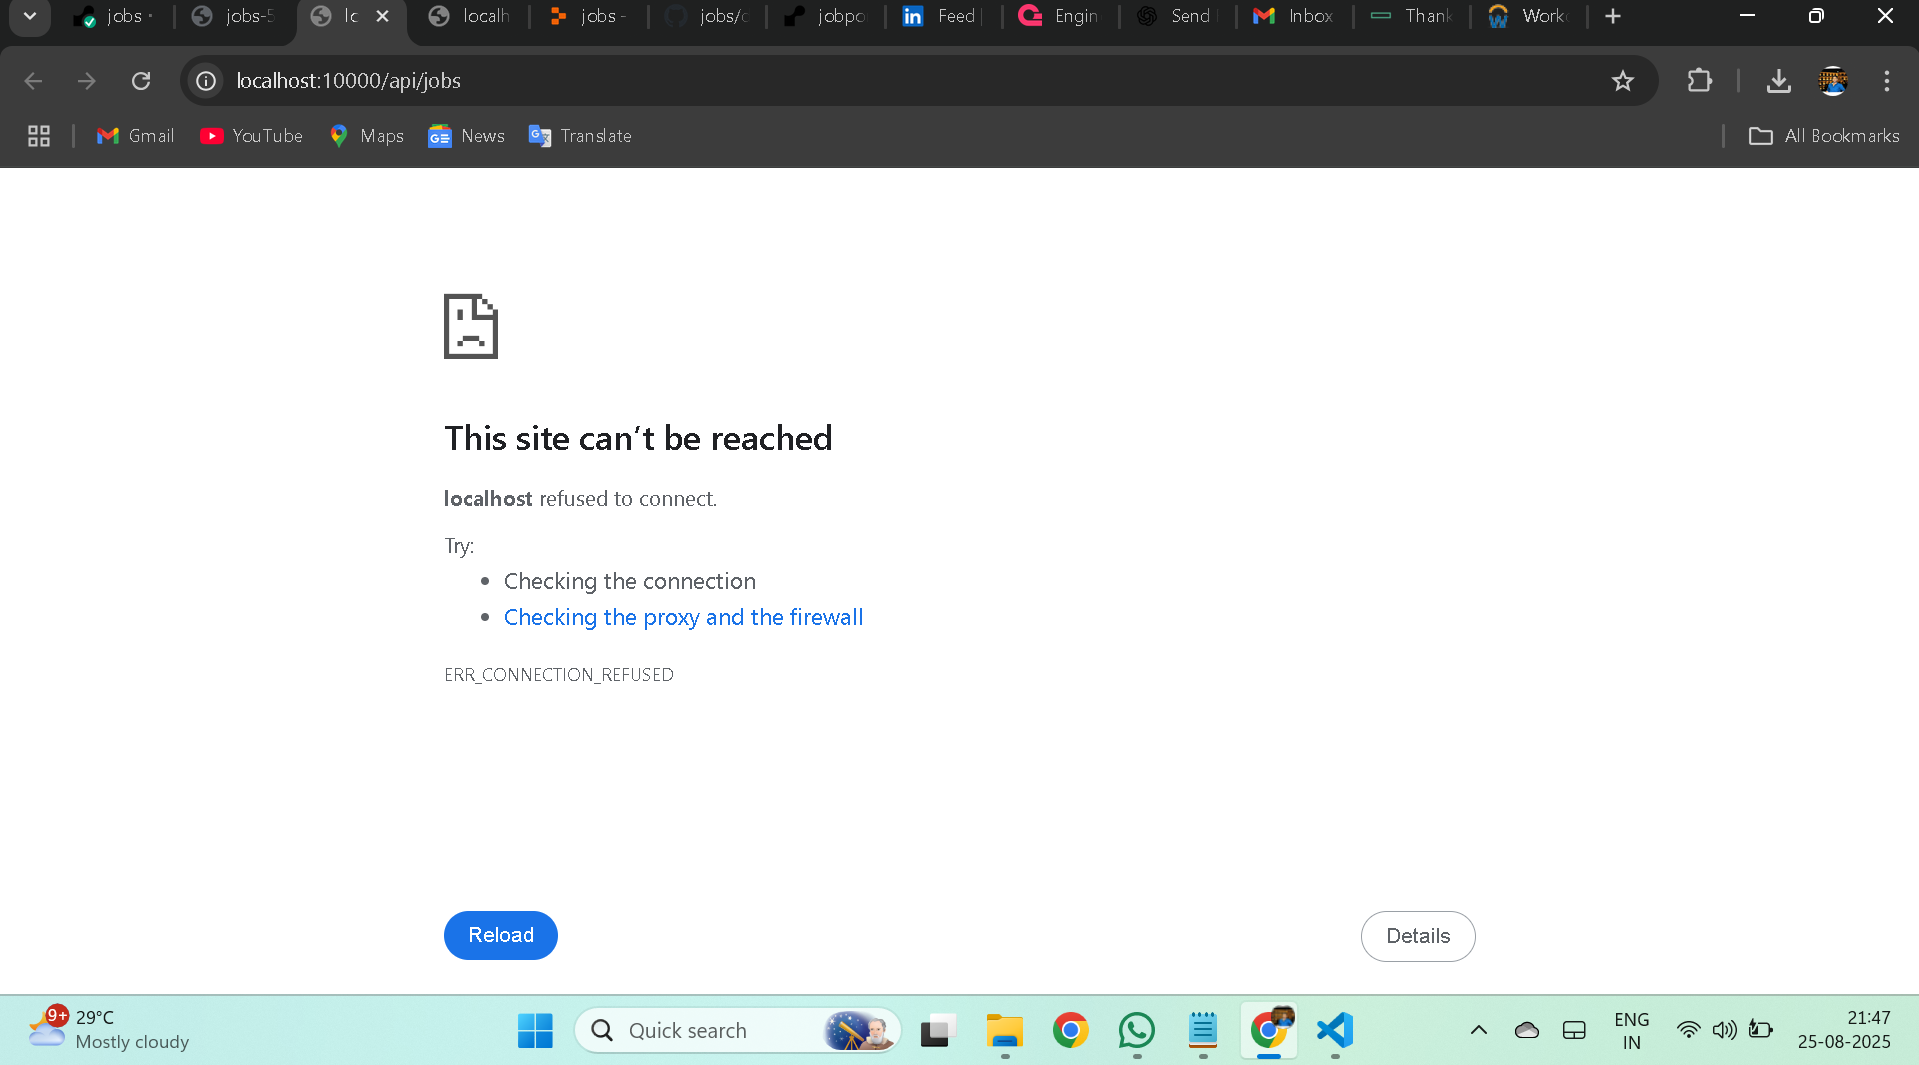 jobs
jobs-5
lc
localh
jobs -
jobs/c
jobpo
Feed
Engin
Send
Inbox
Thank
Work
localhost:10000/api/jobs
Gmail
YouTube
Maps
News
Translate
All Bookmarks
This site can't be reached
localhost refused to connect.
Try:
• Checking the connection
• Checking the proxy and the firewall
ERR_CONNECTION_REFUSED
Reload
Details
9+
29°C
Mostly cloudy
Quick search
ENG
IN
21:47
25-08-2025